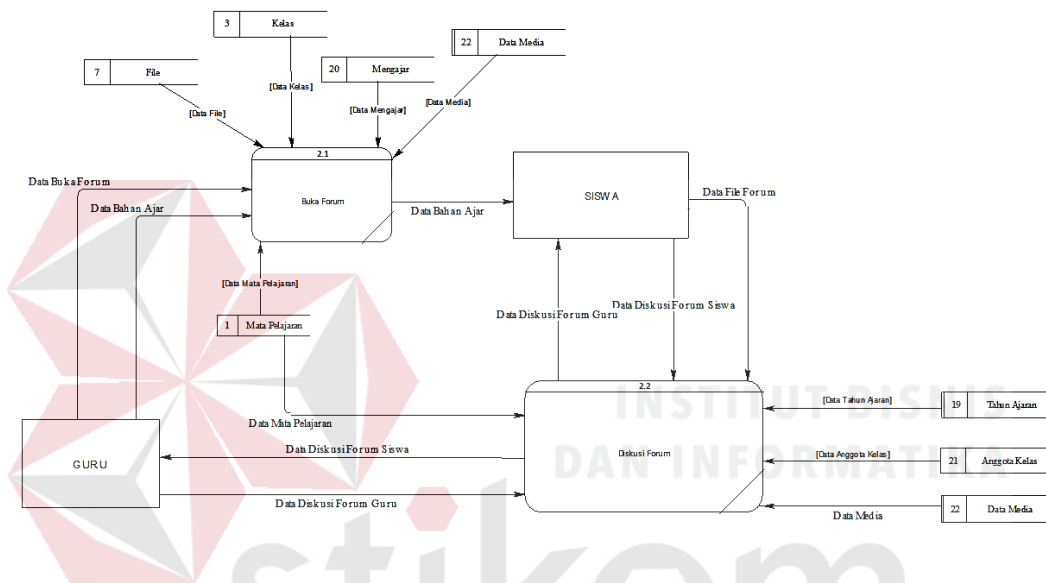 3 Kelas
22 Data Media
7 File
20 Mengajar
[Data Kelas]
[Data File]
[Data Mengajar]
[Data Media]
2.1
Buka Forum
Data Buka Forum
Data Bahan Ajar
Data Bahan Ajar
SISWA
Data File Forum
[Data Mata Pelajaran]
1 Mata Pelajaran
Data Diskusi Forum Siswa
Data Diskusi Forum Guru
2.2
Diskusi Forum
[Data Tahun Ajaran]
19 Tahun Ajaran
Data Mata Pelajaran
GURU
Data Diskusi Forum Siswa
[Data Anggota Kelas]
21 Anggota Kelas
Data Diskusi Forum Guru
Data Media
22 Data Media
INSTITUT BISNIS
DAN INFORMATIKA
stikom